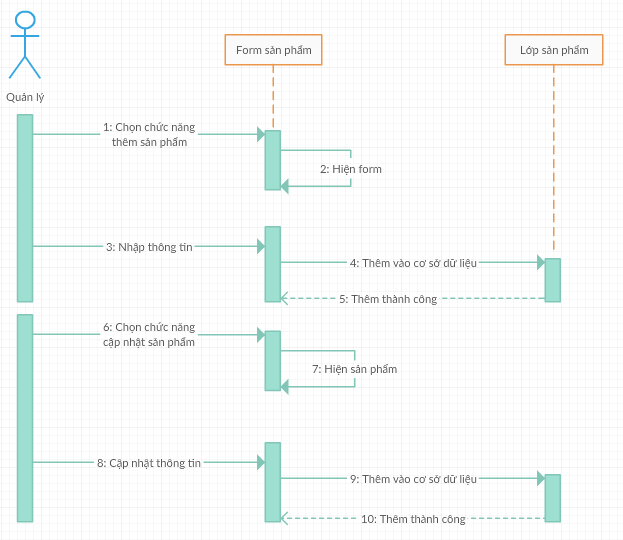 Form sản phẩm
Lớp sản phẩm
Quản lý
1: Chọn chức năng
thêm sản phẩm
2: Hiện form
3: Nhập thông tin
4: Thêm vào cơ sở dữ liệu
5: Thêm thành công
6: Chọn chức năng
cập nhật sản phẩm
7: Hiện sản phẩm
8: Cập nhật thông tin
9: Thêm vào cơ sở dữ liệu
10: Thêm thành công